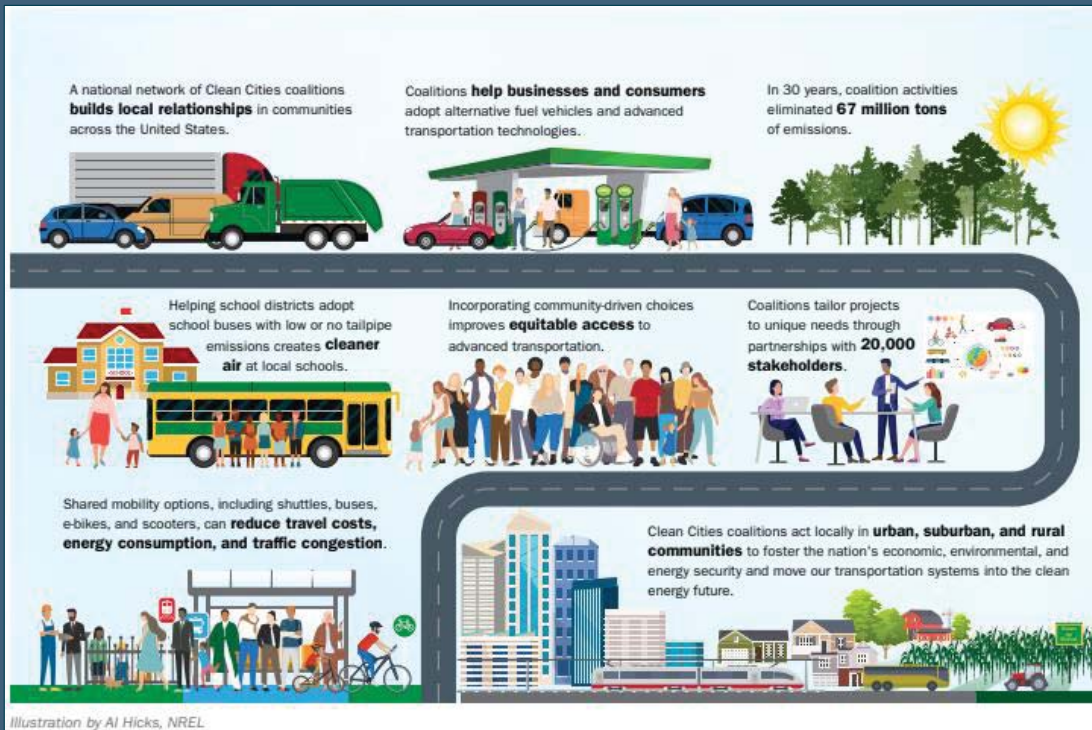 A national network of Clean Cities coalitions
builds local relationships in communities
across the United States.
Coalitions help businesses and consumers
adopt alternative fuel vehicles and advanced
transportation technologies.
In 30 years, coalition activities
eliminated 67 million tons
of emissions.
Helping school districts adopt
school buses with low or no tailpipe
emissions creates cleaner
air at local schools.
Incorporating community-driven choices
improves equitable access to
advanced transportation.
Coalitions tailor projects
to unique needs through
partnerships with 20,000
stakeholders.
Shared mobility options, including shuttles, buses,
e-bikes, and scooters, can reduce travel costs,
energy consumption, and traffic congestion.
Clean Cities coalitions act locally in urban, suburban, and rural
communities to foster the nation's economic, environmental, and
energy security and move our transportation systems into the clean
energy future.
Illustration by Al Hicks, NREL